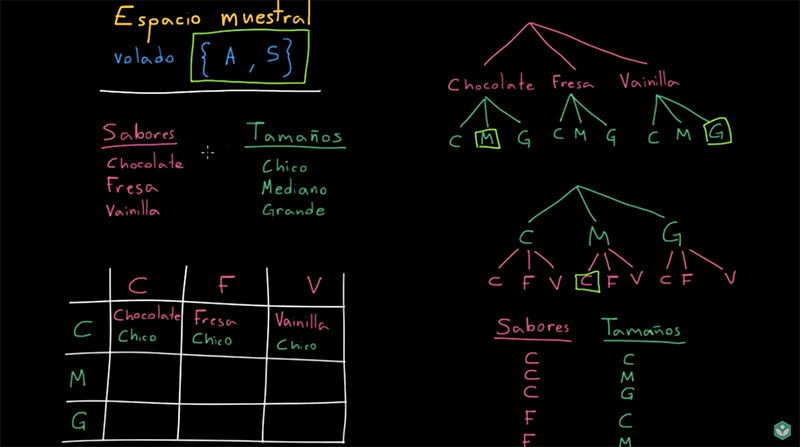 Espacio muestral
volado { A , S }
Sabores Tamaños
Chocolate Chico
Fresa Mediano
Vainilla Grande
C F V
C Chocolate Chico Fresa Chico Vainilla Chico
M
G
Chocolate Fresa Vainilla
C M G C M G C M G
C M G
C F V C F V C F V
Sabores Tamaños
C C
C M
C G
F C
F M